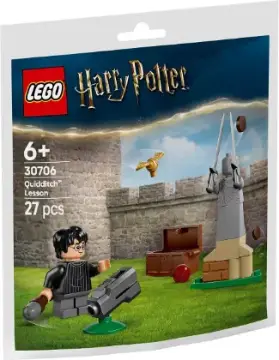 LEGO
Harry Potter
6+
30706
Quidditch™
Lesson
27 pcs